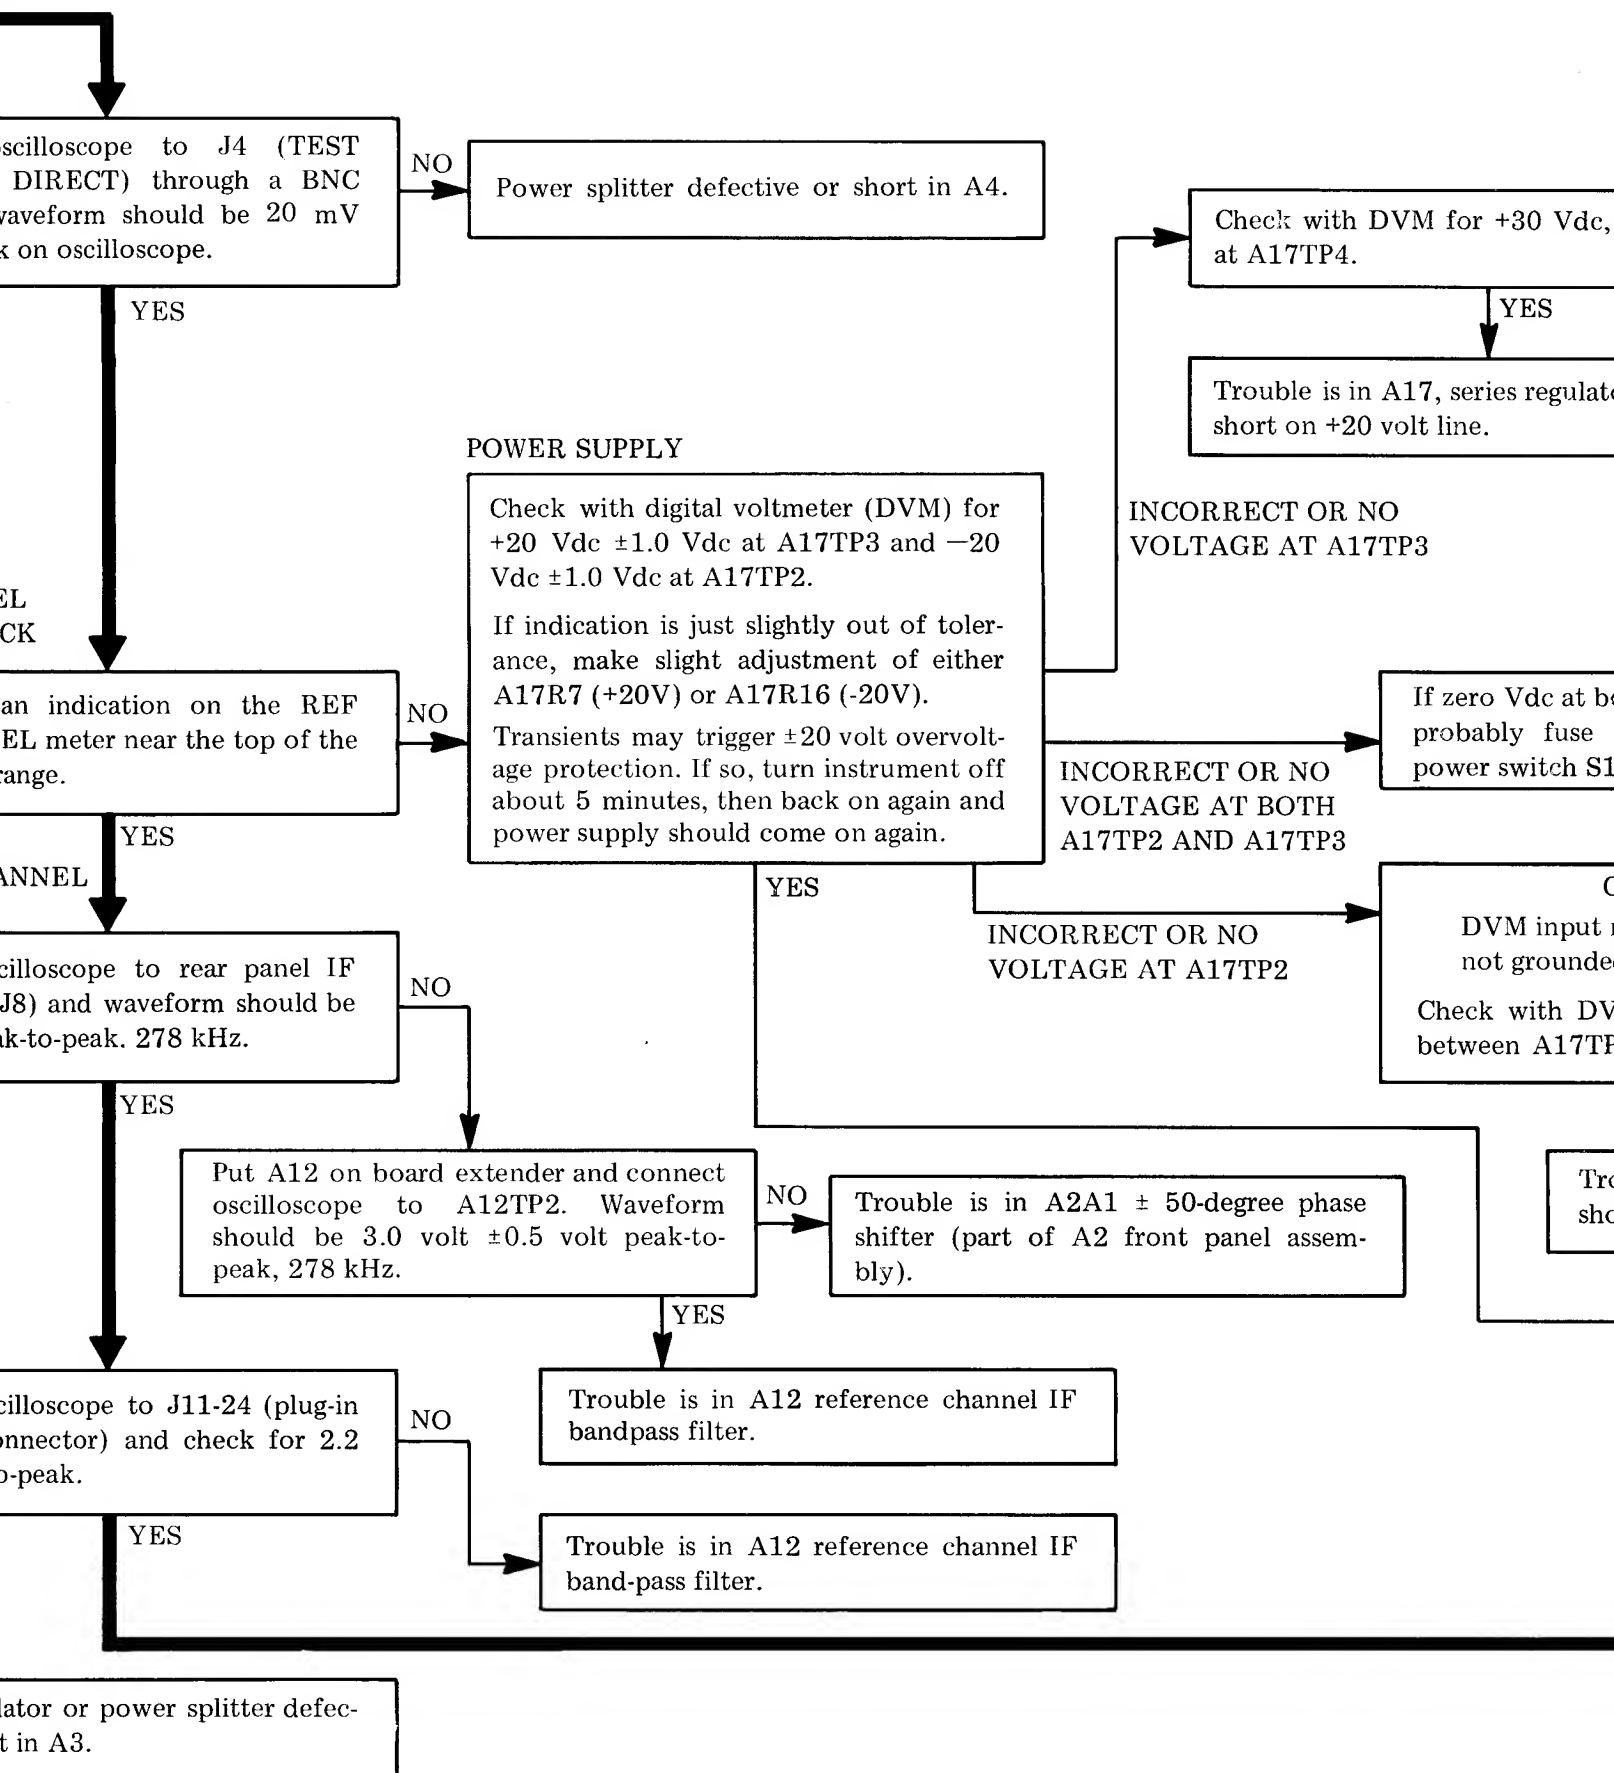 oscilloscope to J4 (TEST
DIRECT) through a BNC
waveform should be 20 mV
k on oscilloscope.
NO
Power splitter defective or short in A4.
YES
Check with DVM for +30 Vdc,
at A17TP4.
YES
Trouble is in A17, series regulato
short on +20 volt line.
POWER SUPPLY
Check with digital voltmeter (DVM) for
+20 Vdc ±1.0 Vdc at A17TP3 and —20
Vdc ±1.0 Vdc at A17TP2.
If indication is just slightly out of toler-
ance, make slight adjustment of either
A17R7 (+20V) or A17R16 (-20V).
Transients may trigger ±20 volt overvolt-
age protection. If so, turn instrument off
about 5 minutes, then back on again and
power supply should come on again.
INCORRECT OR NO
VOLTAGE AT A17TP3
EL
CK
an indication on the REF
EL meter near the top of the
range.
NO
YES
INCORRECT OR NO
VOLTAGE AT BOTH
A17TP2 AND A17TP3
If zero Vdc at bo
probably fuse
power switch S1
YES
INCORRECT OR NO
VOLTAGE AT A17TP2
DVM input
not grounded
Check with DV
between A17TP
ANNEL
cilloscope to rear panel IF
J8) and waveform should be
ak-to-peak. 278 kHz.
NO
YES
Put A12 on board extender and connect
oscilloscope to A12TP2. Waveform
should be 3.0 volt ±0.5 volt peak-to-
peak, 278 kHz.
NO
Trouble is in A2A1 ± 50-degree phase
shifter (part of A2 front panel assem-
bly).
Tro
sho
YES
Trouble is in A12 reference channel IF
bandpass filter.
cilloscope to J11-24 (plug-in
onnector) and check for 2.2
o-peak.
NO
YES
Trouble is in A12 reference channel IF
band-pass filter.
lator or power splitter defec-
t in A3.